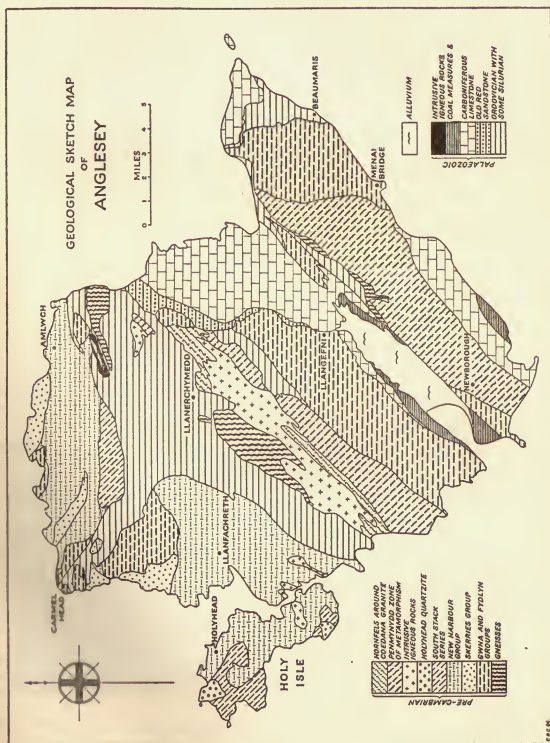 GEOLOGICAL SKETCH MAP
OF
ANGLESEY
MILES
0 1 2 3 4 5
AMLWCH
CARMEL
HEAD
LLANERCHYMEDD
LLANFACHRETH
HOLYHEAD
HOLY
ISLE
LLANGEFNI
BEAUMARIS
MENAI
BRIDGE
NEWBOROUGH
HORNFELS AROUND
COEDANA GRANITE
PENMYNYDD ZONE
OF METAMORPHISM
INTRUSIVE
IGNEOUS ROCKS
HOLYHEAD QUARTZITE
SOUTH STACK
SERIES
NEW HARBOUR
GROUP
SKERRIES GROUP
GWNA AND FYDLYN
GROUPS
GNEISSES
PRE-CAMBRIAN
ALLUVIUM
INTRUSIVE
IGNEOUS ROCKS
COAL MEASURES &
CARBONIFEROUS
LIMESTONE
OLD RED
SANDSTONE
ORDOVICIAN WITH
SOME SILURIAN
PALAEOZOIC